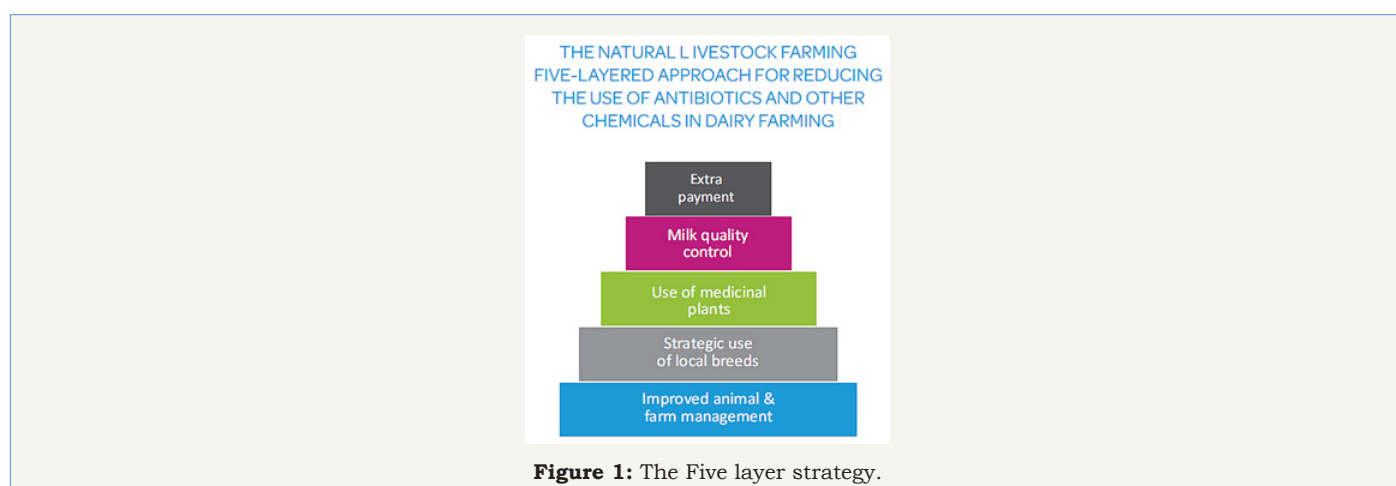 THE NATURAL L IVESTOCK FARMING
FIVE-LAYERED APPROACH FOR REDUCING
THE USE OF ANTIBIOTICS AND OTHER
CHEMICALS IN DAIRY FARMING
Extra
payment
Milk quality
control
Use of medicinal
plants
Strategic use
of local breeds
Improved animal &
farm management
Figure 1: The Five layer strategy.